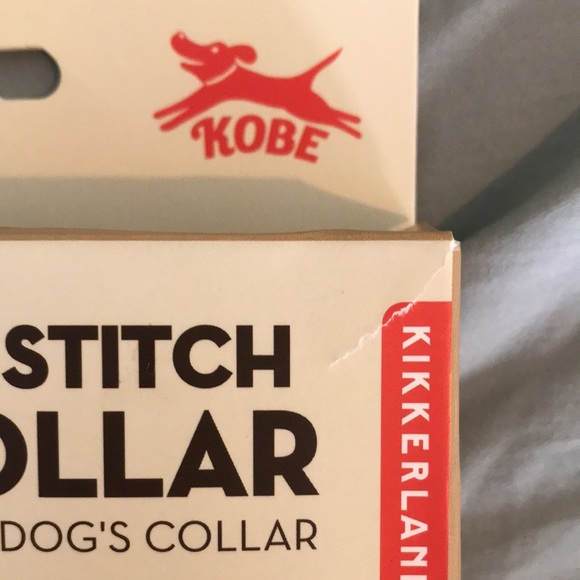 KOBE
STITCH
OLLAR
DOG'S COLLAR
KIKKERLAN